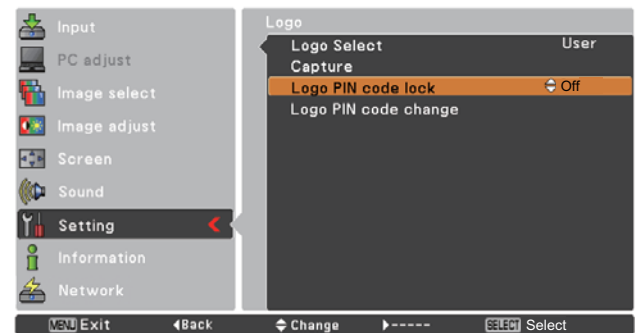 Input
PC adjust
Image select
Image adjust
Screen
Sound
Setting
Information
Network
Logo
Logo Select User
Capture
Logo PIN code lock Off
Logo PIN code change
MENU Exit Back Change ----- SELECT Select